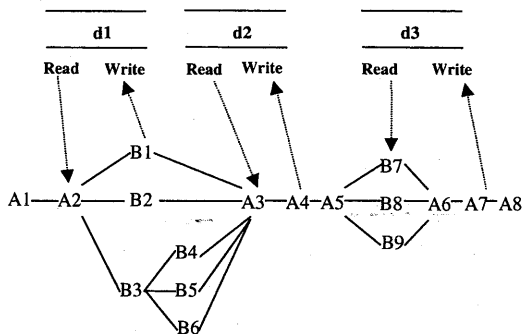 d1 d2 d3
Read Write Read Write Read Write
B1 B7
A1 A2 B2 A3 A4 A5 B8 A6 A7 A8
B4 B9
B3 B5
B6